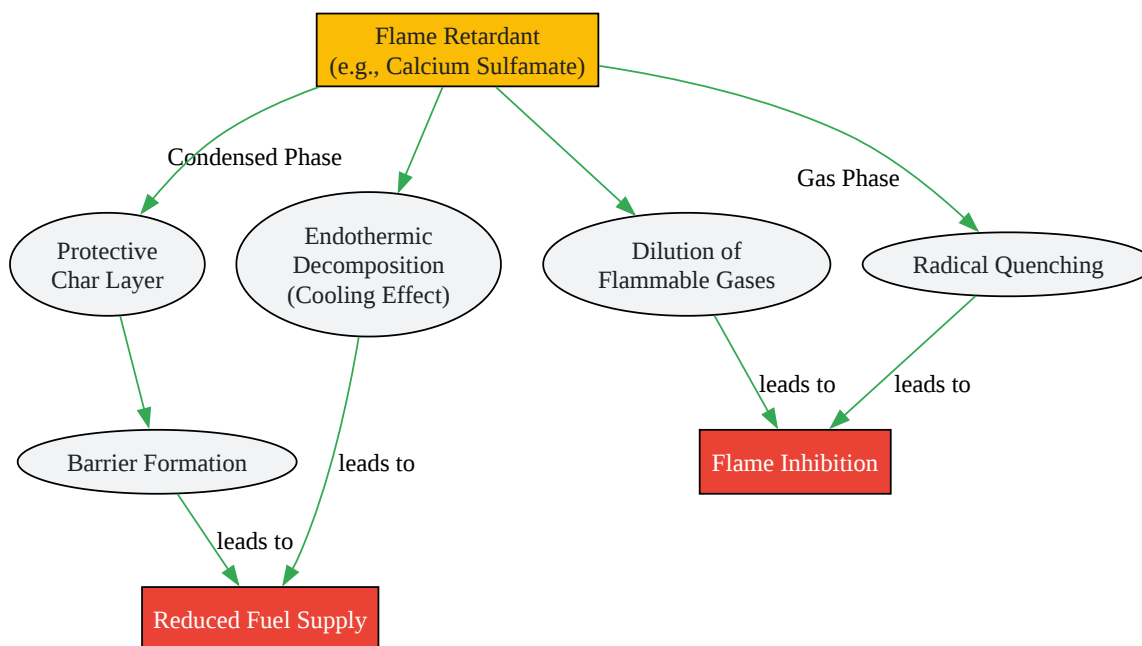 Flame Retardant
(e.g., Calcium Sulfamate)
Condensed Phase
Gas Phase
Protective
Char Layer
Endothermic
Decomposition
(Cooling Effect)
Dilution of
Flammable Gases
Radical Quenching
leads to
leads to
Barrier Formation
leads to
Flame Inhibition
leads to
Reduced Fuel Supply